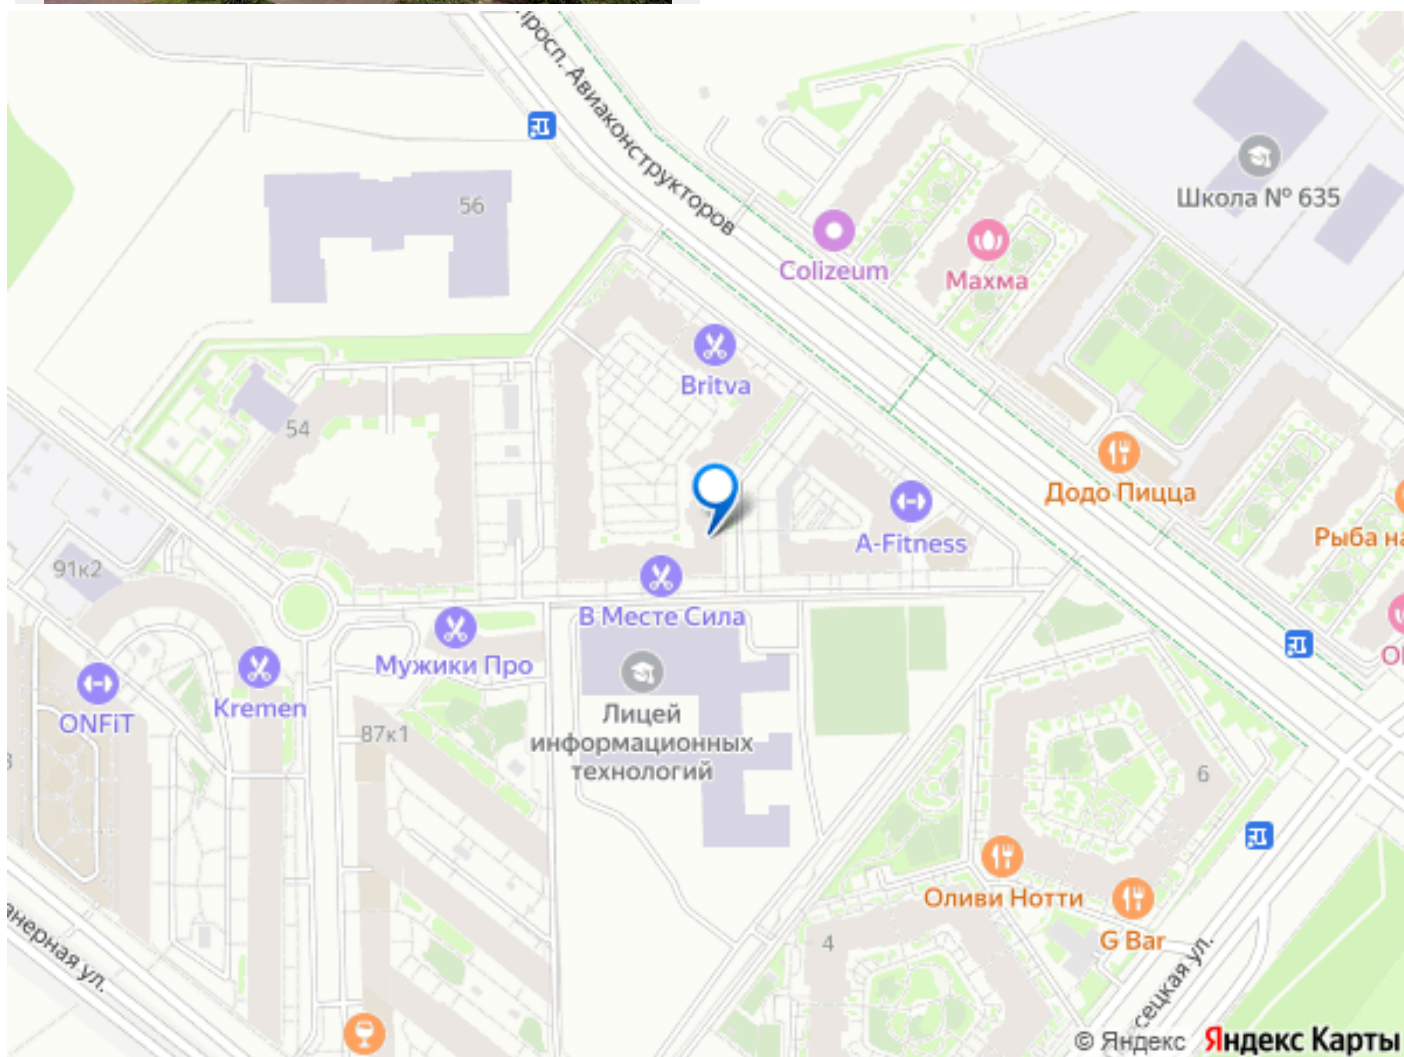 просп. Авиаконструкторов
56
Школа № 635
Colizeum
Махма
Britva
54
Додо Пицца
A-Fitness
Рыба на
91к2
В Месте Сила
Мужики Про
ONFiT
Kremen
87к1
Лицей
информационных
технологий
6
Оливи Нотти
G Bar
4
анерная ул.
сецкая ул.
© Яндекс Яндекс Карты